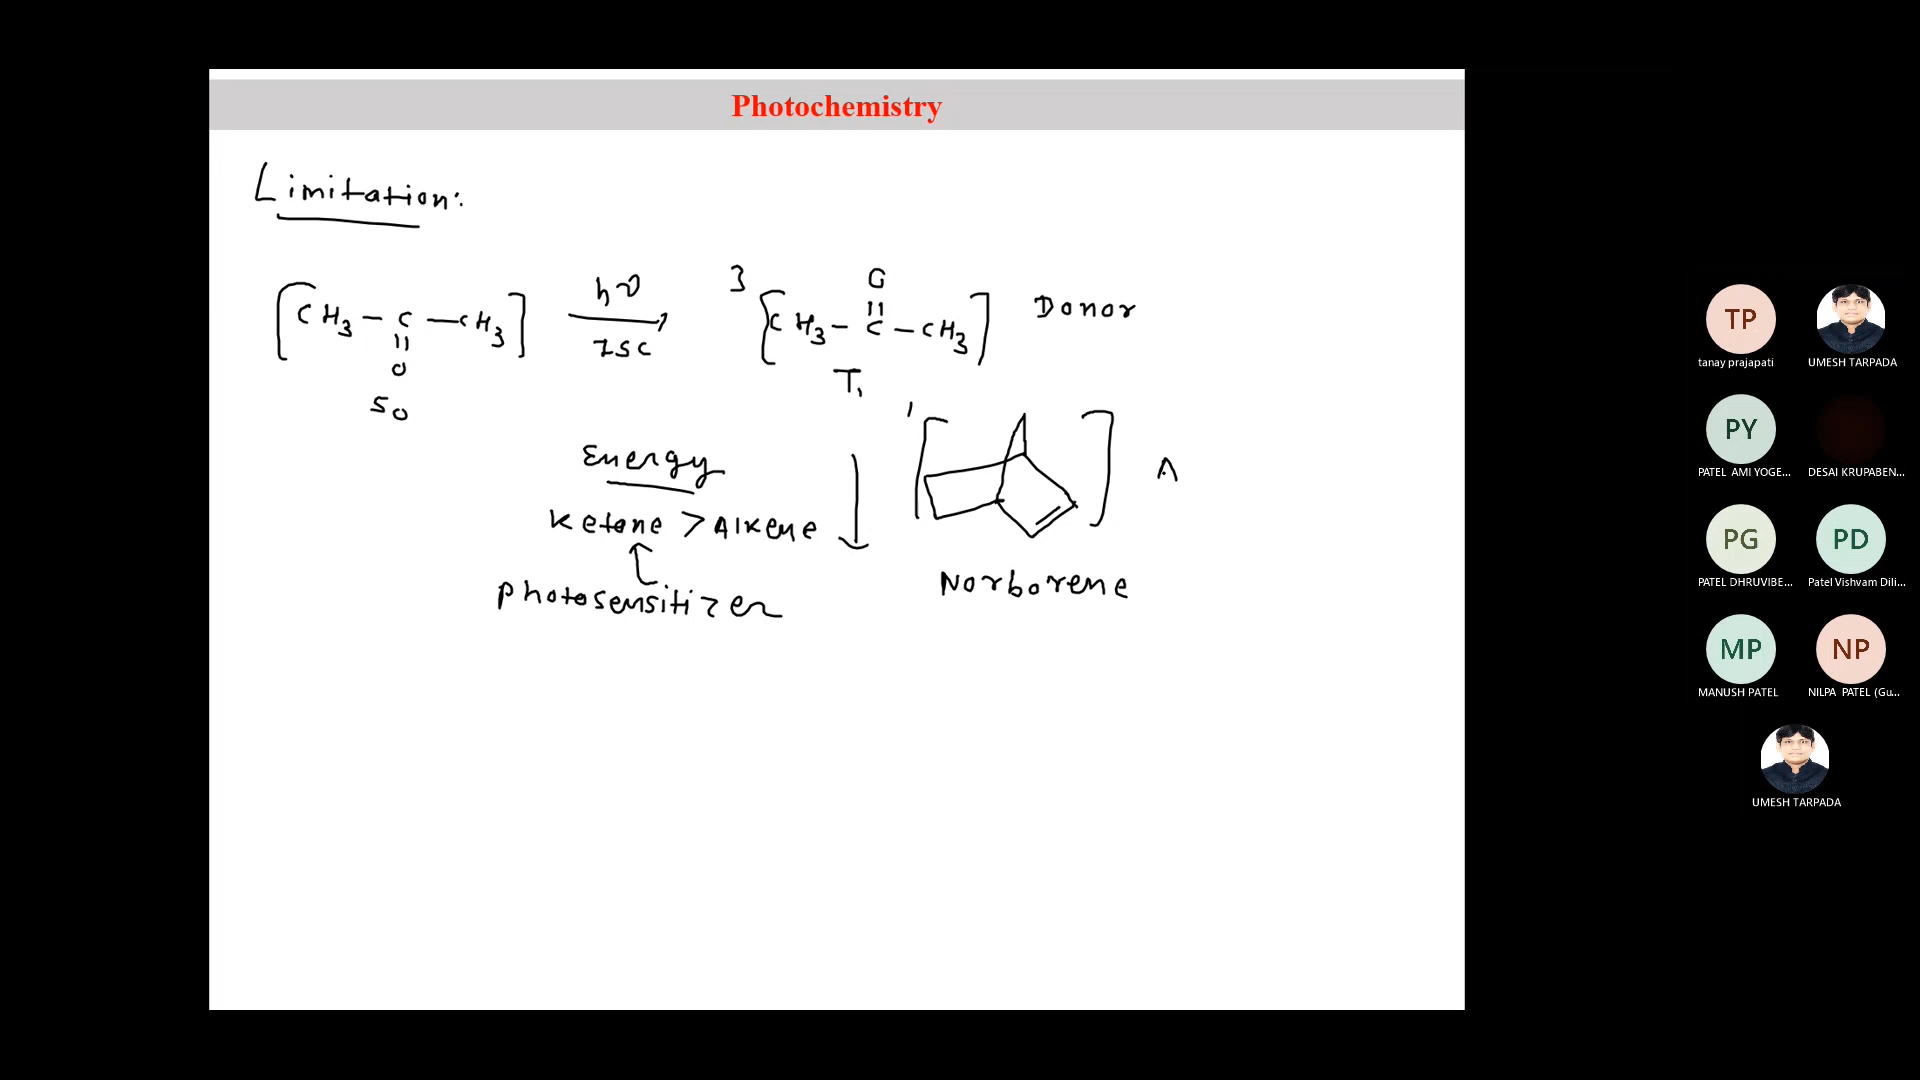 Photochemistry
Limitation:
[CH3 - C - CH3] hν 3 [CH3 - C - CH3] Donor
ISC
O
O
S0
T1
Energy
1 [ ] A
Ketone > Alkene
Photosensitizer
Norborene
TP
tanay prajapati
UMESH TARPADA
PY
PATEL AMI YOGE...
DESAI KRUPABEN...
PG
PATEL DHRUVIBE...
PD
Patel Vishvam Dili...
MP
MANUSH PATEL
NP
NILPA PATEL (Gu...
UMESH TARPADA